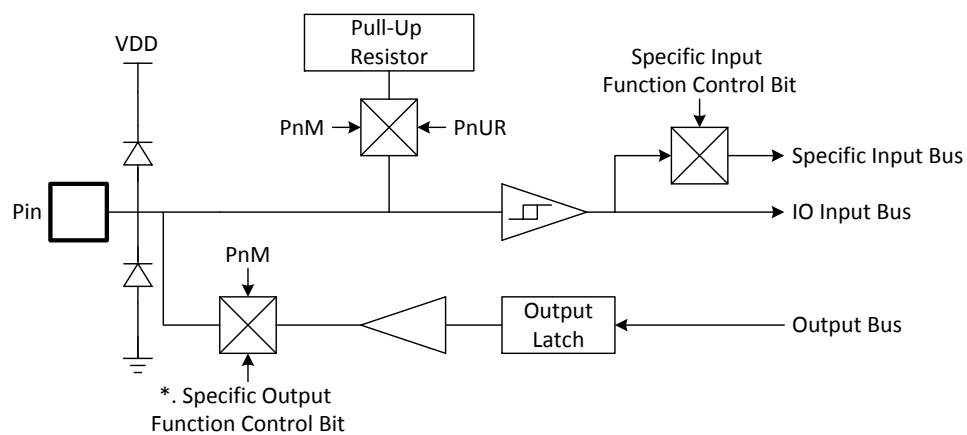 VDD
Pull-Up
Resistor
Specific Input
Function Control Bit
PnM
PnUR
Specific Input Bus
Pin
IO Input Bus
PnM
Output
Latch
Output Bus
*. Specific Output
Function Control Bit